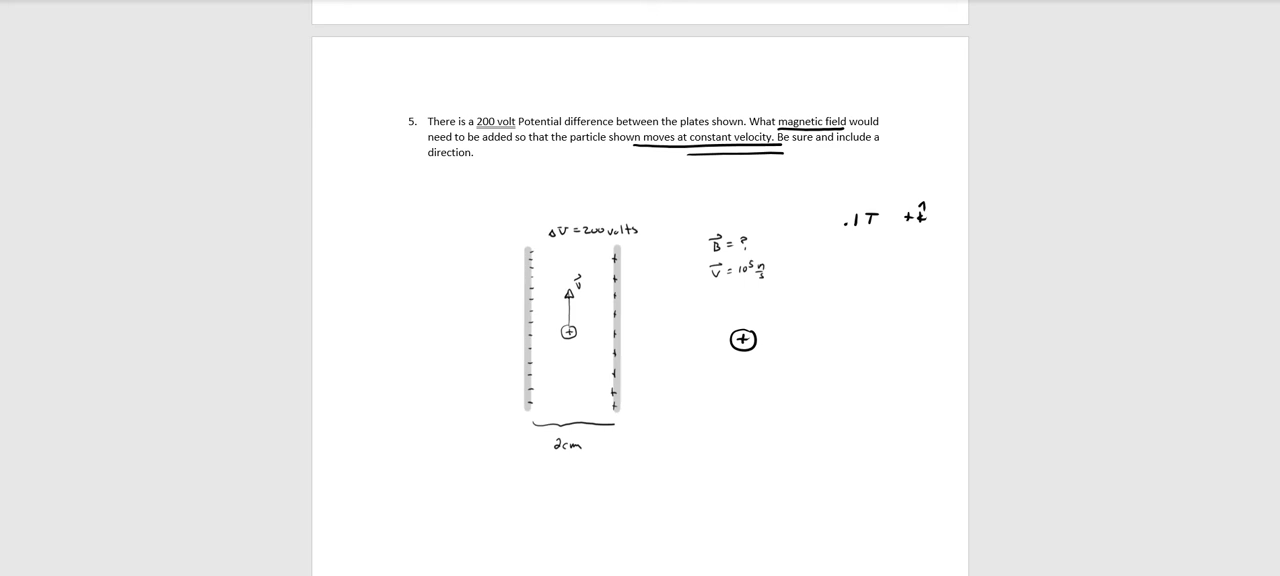 5. There is a 200 volt Potential difference between the plates shown. What magnetic field would
need to be added so that the particle shown moves at constant velocity. Be sure and include a
direction.
.1T +k̂
ΔV = 200 volts
B⃗ = ?
V⃗ = 10⁵ m/s
v⃗
+
+
2cm